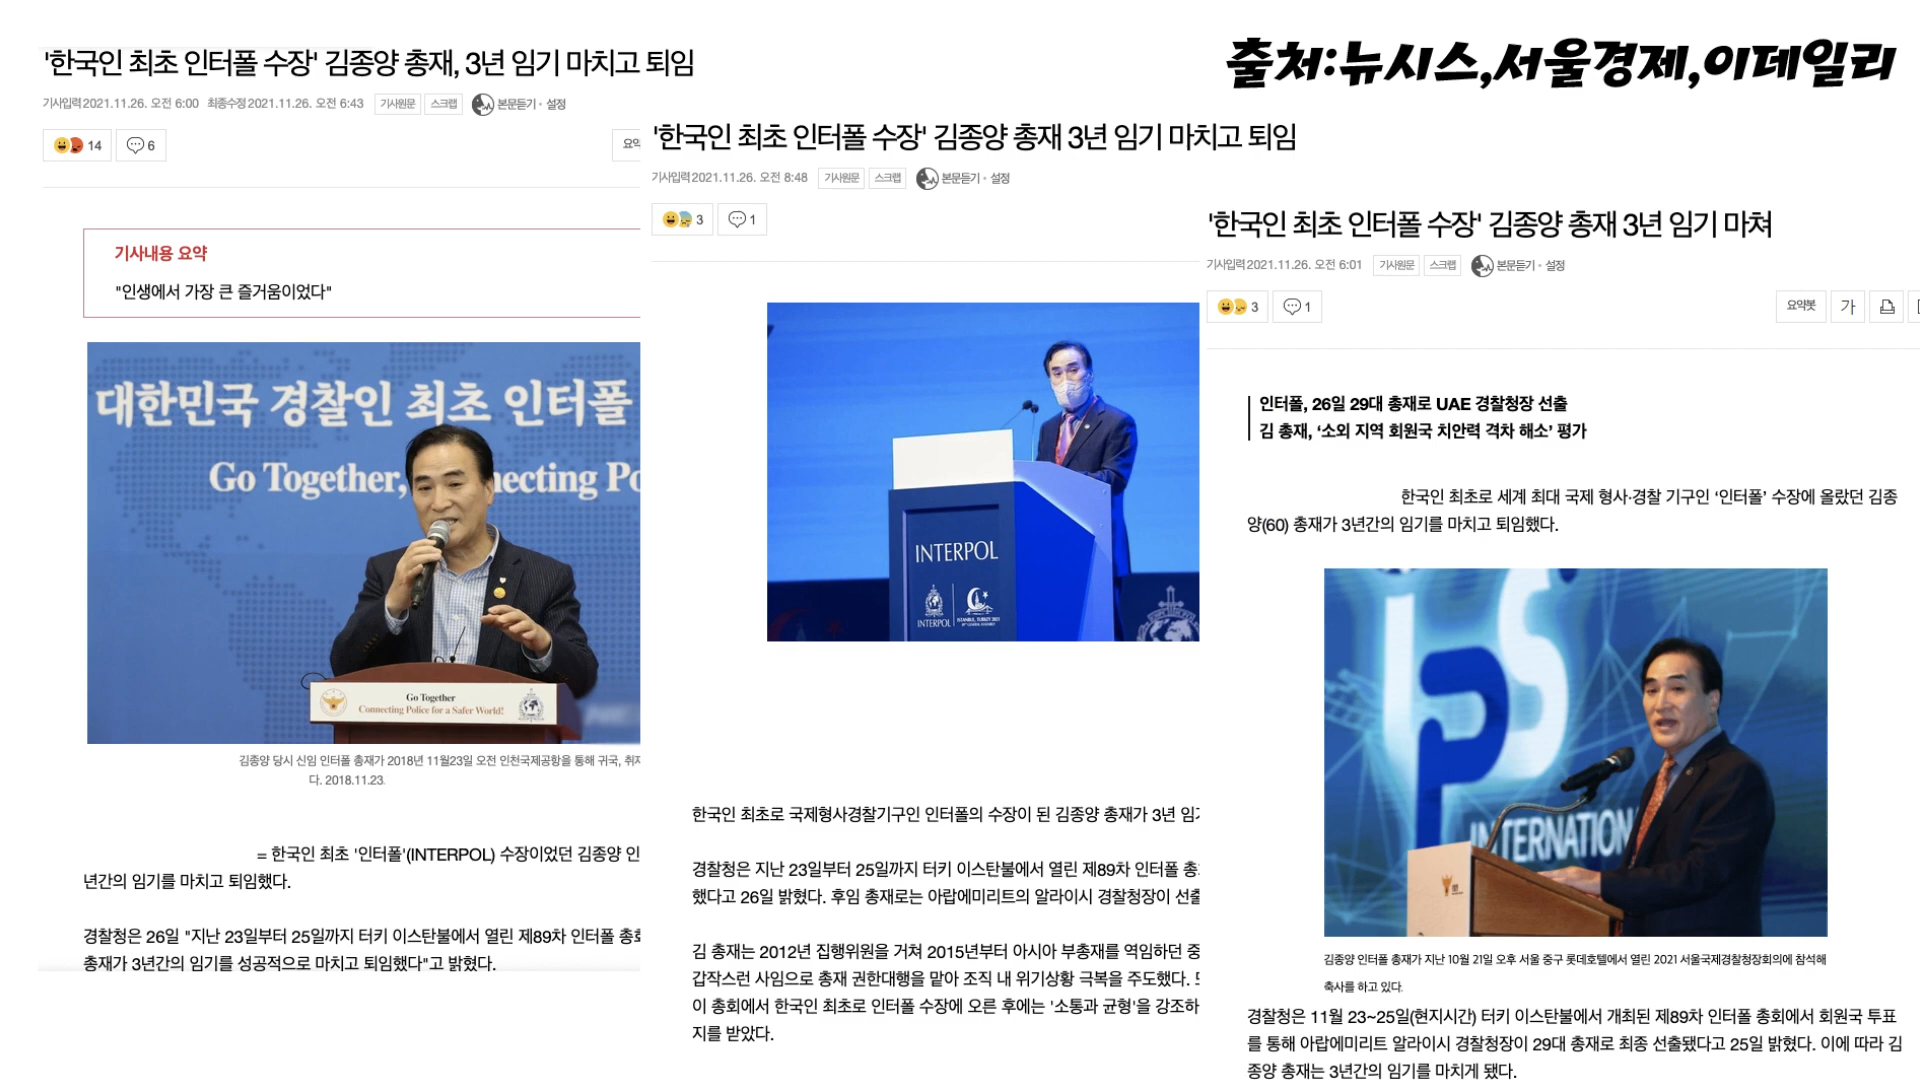 출처:뉴시스,서울경제,이데일리
'한국인 최초 인터폴 수장' 김종양 총재, 3년 임기 마치고 퇴임
기사입력 2021.11.26. 오전 6:00 최종수정 2021.11.26. 오전 6:43 기사원문 스크랩 본문듣기 · 설정
14 6
기사내용 요약
"인생에서 가장 큰 즐거움이었다"
대한민국 경찰인 최초 인터폴
Go Together, necting Po
Go Together
Connecting Police for a Safer World!
김종양 당시 신임 인터폴 총재가 2018년 11월23일 오전 인천국제공항을 통해 귀국, 취재
다. 2018.11.23.
= 한국인 최초 '인터폴'(INTERPOL) 수장이었던 김종양 인
년간의 임기를 마치고 퇴임했다.
경찰청은 26일 "지난 23일부터 25일까지 터키 이스탄불에서 열린 제89차 인터폴 총회
총재가 3년간의 임기를 성공적으로 마치고 퇴임했다"고 밝혔다.
'한국인 최초 인터폴 수장' 김종양 총재 3년 임기 마치고 퇴임
기사입력 2021.11.26. 오전 8:48 기사원문 스크랩 본문듣기 · 설정
요약
3 1
INTERPOL
INTERPOL ISTANBUL, TURKEY 2021
한국인 최초로 국제형사경찰기구인 인터폴의 수장이 된 김종양 총재가 3년 임기
경찰청은 지난 23일부터 25일까지 터키 이스탄불에서 열린 제89차 인터폴 총
했다고 26일 밝혔다. 후임 총재로는 아랍에미리트의 알라이시 경찰청장이 선출
김 총재는 2012년 집행위원을 거쳐 2015년부터 아시아 부총재를 역임하던 중
갑작스런 사임으로 총재 권한대행을 맡아 조직 내 위기상황 극복을 주도했다. 또
이 총회에서 한국인 최초로 인터폴 수장에 오른 후에는 '소통과 균형'을 강조하
지를 받았다.
'한국인 최초 인터폴 수장' 김종양 총재 3년 임기 마쳐
기사입력 2021.11.26. 오전 6:01 기사원문 스크랩 본문듣기 · 설정
3 1 요약봇 가
인터폴, 26일 29대 총재로 UAE 경찰청장 선출
김 총재, ‘소외 지역 회원국 치안력 격차 해소’ 평가
한국인 최초로 세계 최대 국제 형사·경찰 기구인 ‘인터폴’ 수장에 올랐던 김종
양(60) 총재가 3년간의 임기를 마치고 퇴임했다.
IPS
INTERNATION
김종양 인터폴 총재가 지난 10월 21일 오후 서울 중구 롯데호텔에서 열린 2021 서울국제경찰청장회의에 참석해
축사를 하고 있다.
경찰청은 11월 23~25일(현지시간) 터키 이스탄불에서 개최된 제89차 인터폴 총회에서 회원국 투표
를 통해 아랍에미리트 알라이시 경찰청장이 29대 총재로 최종 선출됐다고 25일 밝혔다. 이에 따라 김
종양 총재는 3년간의 임기를 마치게 됐다.